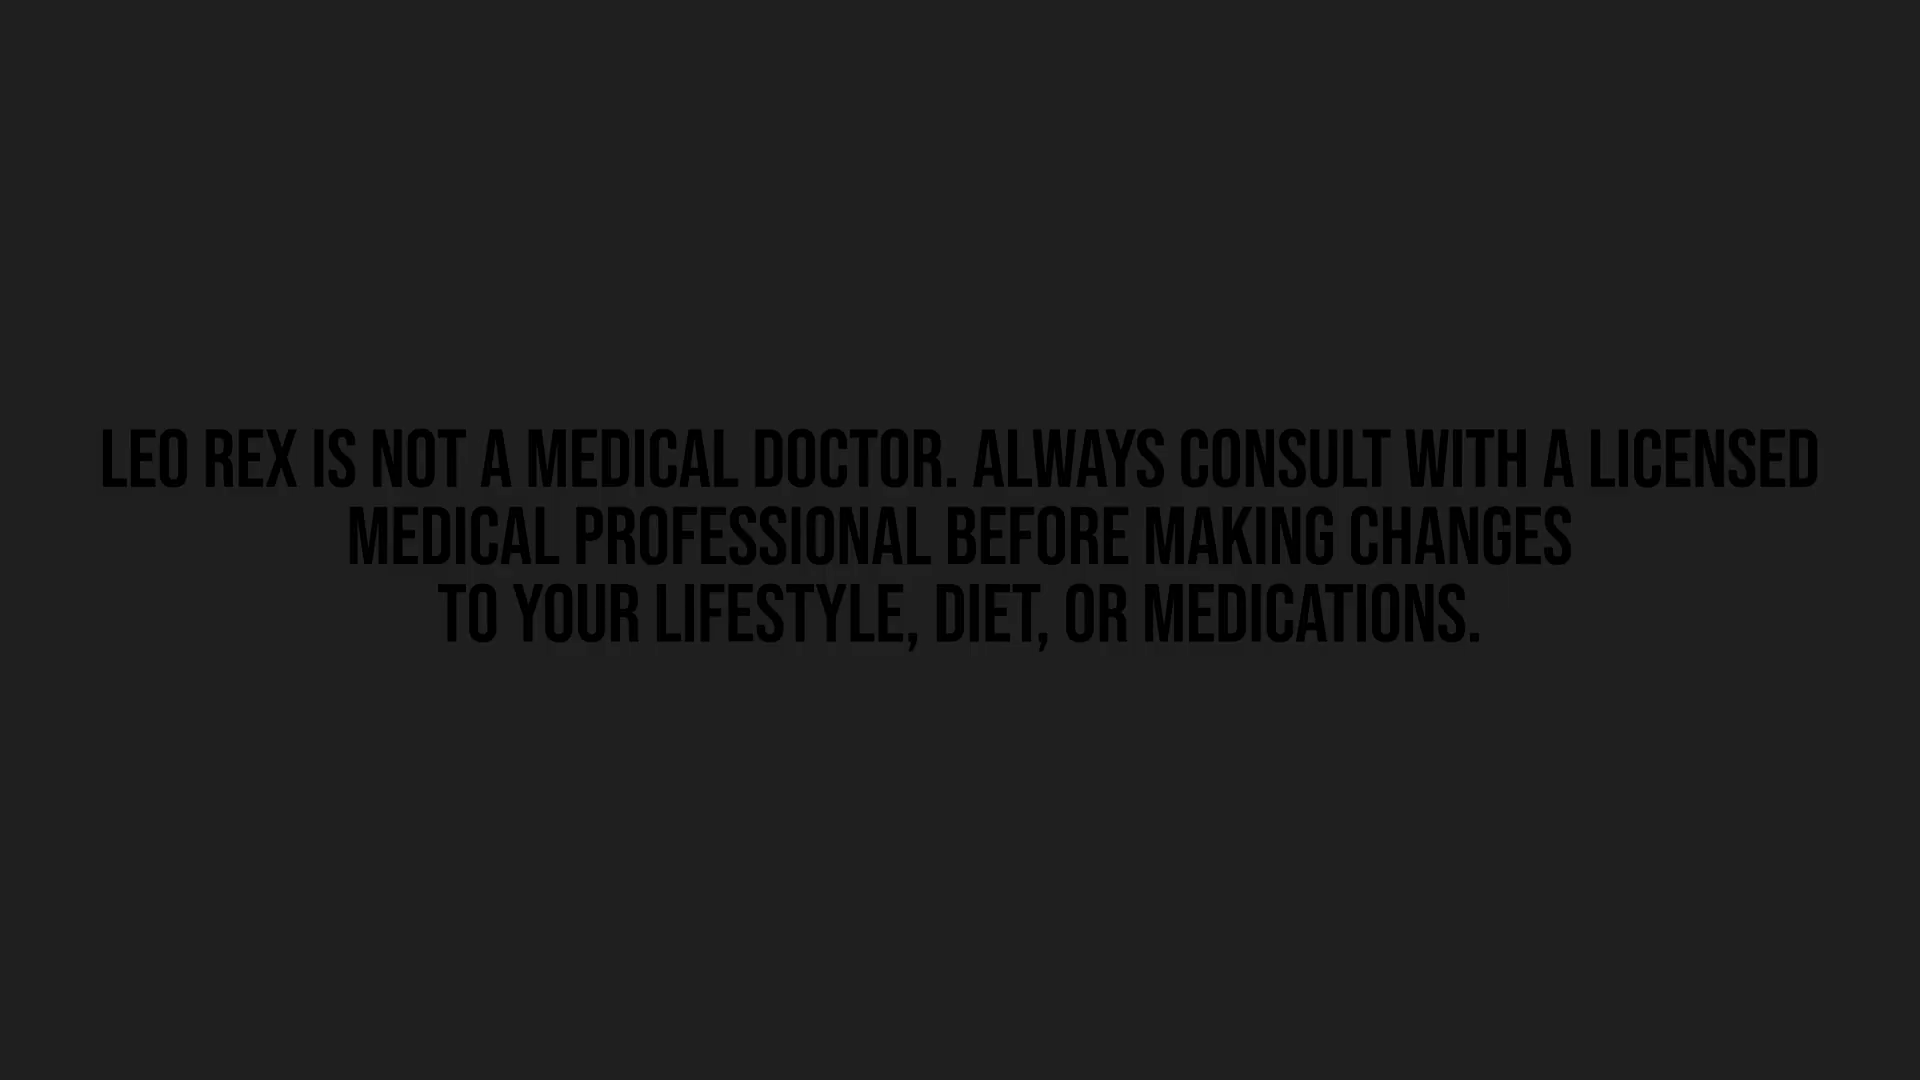 LEO REX IS NOT A MEDICAL DOCTOR. ALWAYS CONSULT WITH A LICENSED
MEDICAL PROFESSIONAL BEFORE MAKING CHANGES
TO YOUR LIFESTYLE, DIET, OR MEDICATIONS.